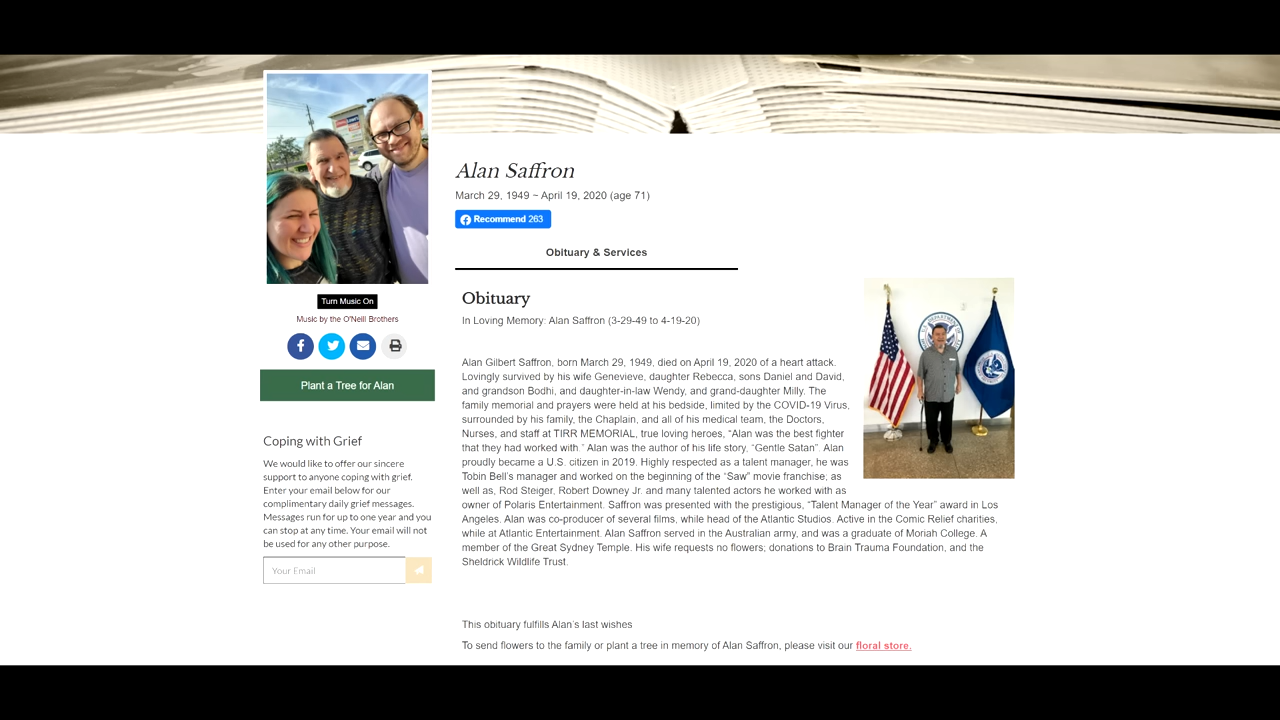 Alan Saffron
March 29, 1949 ~ April 19, 2020 (age 71)
Recommend 263
Obituary & Services
Turn Music On
Music by the O'Neill Brothers
Plant a Tree for Alan
Coping with Grief
We would like to offer our sincere
support to anyone coping with grief.
Enter your email below for our
complimentary daily grief messages.
Messages run for up to one year and you
can stop at any time. Your email will not
be used for any other purpose.
Your Email
Obituary
In Loving Memory: Alan Saffron (3-29-49 to 4-19-20)
Alan Gilbert Saffron, born March 29, 1949, died on April 19, 2020 of a heart attack.
Lovingly survived by his wife Genevieve, daughter Rebecca, sons Daniel and David,
and grandson Bodhi, and daughter-in-law Wendy, and grand-daughter Milly. The
family memorial and prayers were held at his bedside, limited by the COVID-19 Virus,
surrounded by his family, the Chaplain, and all of his medical team, the Doctors,
Nurses, and staff at TIRR MEMORIAL, true loving heroes, "Alan was the best fighter
that they had worked with." Alan was the author of his life story, "Gentle Satan". Alan
proudly became a U.S. citizen in 2019. Highly respected as a talent manager, he was
Tobin Bell's manager and worked on the beginning of the "Saw" movie franchise; as
well as, Rod Steiger, Robert Downey Jr. and many talented actors he worked with as
owner of Polaris Entertainment. Saffron was presented with the prestigious, "Talent Manager of the Year" award in Los
Angeles. Alan was co-producer of several films, while head of the Atlantic Studios. Active in the Comic Relief charities,
while at Atlantic Entertainment. Alan Saffron served in the Australian army, and was a graduate of Moriah College. A
member of the Great Sydney Temple. His wife requests no flowers; donations to Brain Trauma Foundation, and the
Sheldrick Wildlife Trust.
This obituary fulfills Alan's last wishes
To send flowers to the family or plant a tree in memory of Alan Saffron, please visit our floral store.